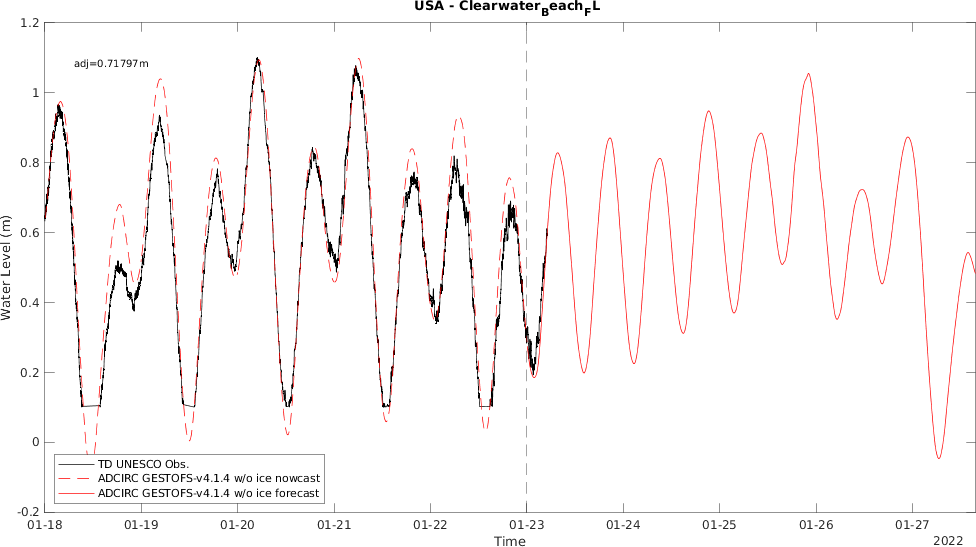 USA - Clearwater_Beach_FL
adj=0.71797m
1.2
1
0.8
0.6
0.4
0.2
0
-0.2
Water Level (m)
TD UNESCO Obs.
ADCIRC GESTOFS-v4.1.4 w/o ice nowcast
ADCIRC GESTOFS-v4.1.4 w/o ice forecast
01-18 01-19 01-20 01-21 01-22 01-23 01-24 01-25 01-26 01-27
Time
2022